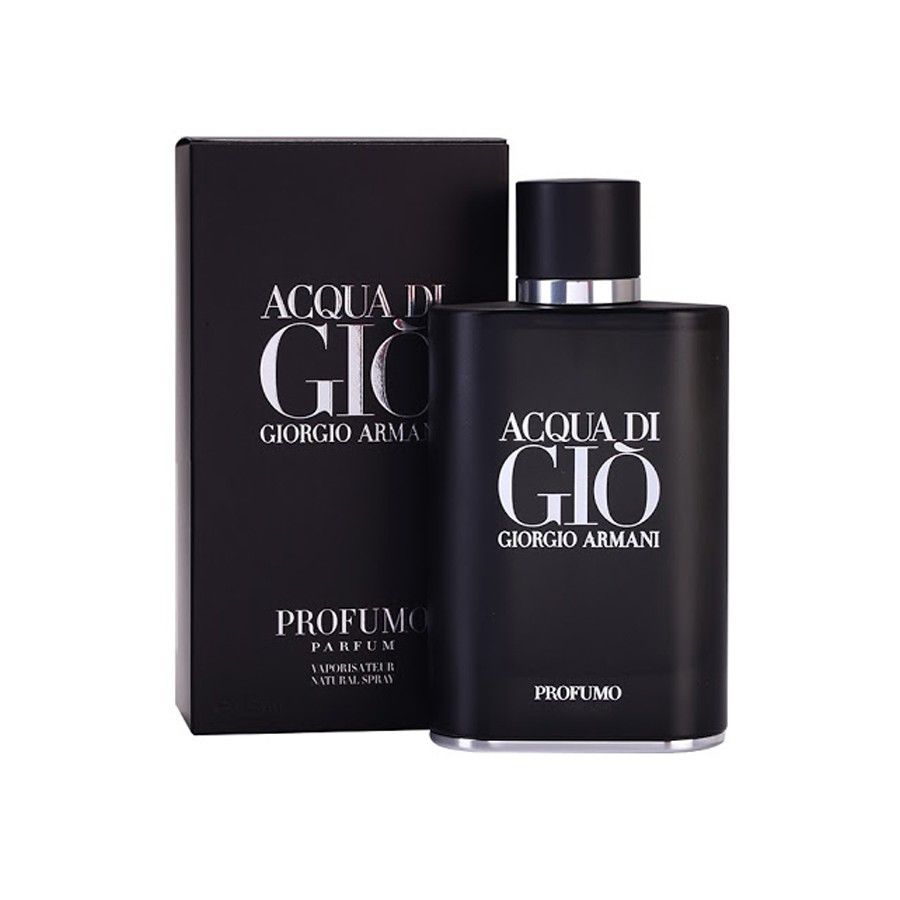 ACQUA DI
GIÒ
GIORGIO ARMANI
PROFUMO
PARFUM
VAPORISATEUR
NATURAL SPRAY
ACQUA DI
GIÒ
GIORGIO ARMANI
PROFUMO